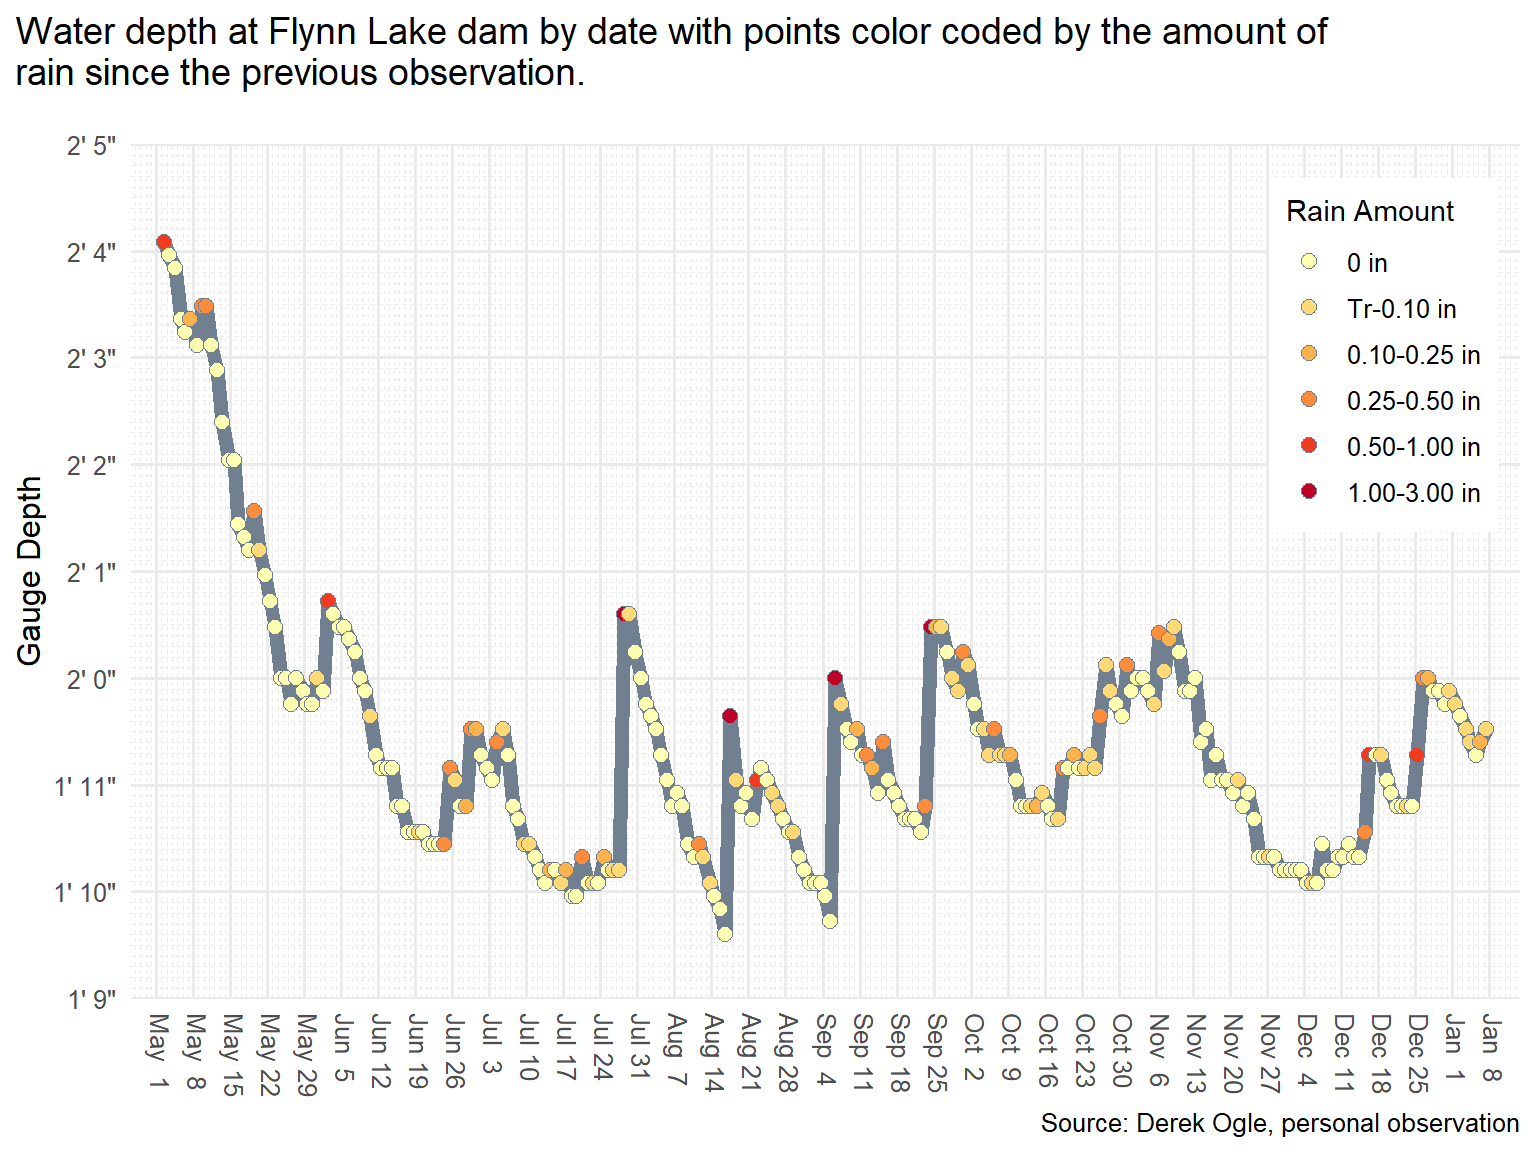 Water depth at Flynn Lake dam by date with points color coded by the amount of
rain since the previous observation.
2' 5"
2' 4"
2' 3"
2' 2"
2' 1"
2' 0"
1' 11"
1' 10"
1' 9"
Gauge Depth
Rain Amount
0 in
Tr-0.10 in
0.10-0.25 in
0.25-0.50 in
0.50-1.00 in
1.00-3.00 in
May 1
May 8
May 15
May 22
May 29
Jun 5
Jun 12
Jun 19
Jun 26
Jul 3
Jul 10
Jul 17
Jul 24
Jul 31
Aug 7
Aug 14
Aug 21
Aug 28
Sep 4
Sep 11
Sep 18
Sep 25
Oct 2
Oct 9
Oct 16
Oct 23
Oct 30
Nov 6
Nov 13
Nov 20
Nov 27
Dec 4
Dec 11
Dec 18
Dec 25
Jan 1
Jan 8
Source: Derek Ogle, personal observation